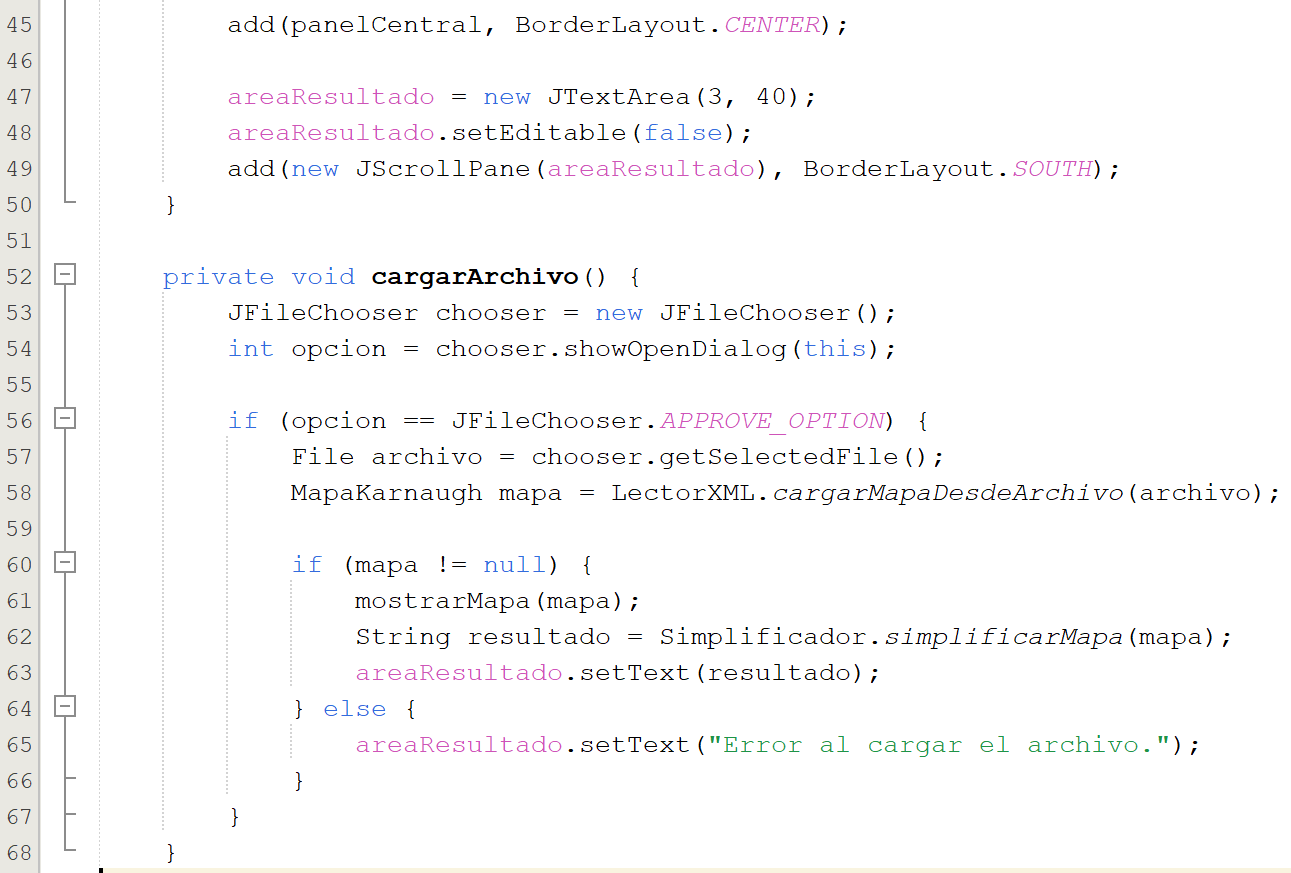 45 add(panelCentral, BorderLayout.CENTER);
46
47 areaResultado = new JTextArea(3, 40);
48 areaResultado.setEditable(false);
49 add(new JScrollPane(areaResultado), BorderLayout.SOUTH);
50 }
51
52 private void cargarArchivo() {
53 JFileChooser chooser = new JFileChooser();
54 int opcion = chooser.showOpenDialog(this);
55
56 if (opcion == JFileChooser.APPROVE_OPTION) {
57 File archivo = chooser.getSelectedFile();
58 MapaKarnaugh mapa = LectorXML.cargarMapaDesdeArchivo(archivo);
59
60 if (mapa != null) {
61 mostrarMapa(mapa);
62 String resultado = Simplificador.simplificarMapa(mapa);
63 areaResultado.setText(resultado);
64 } else {
65 areaResultado.setText("Error al cargar el archivo.");
66 }
67 }
68 }